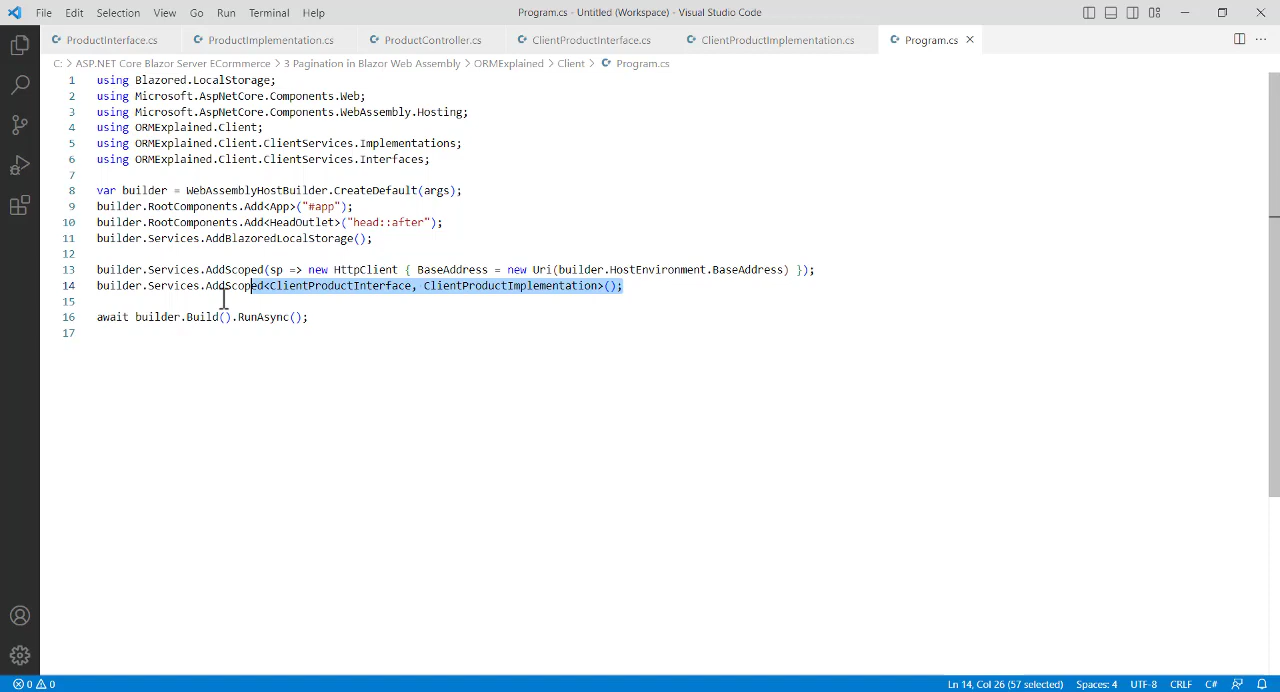 File Edit Selection View Go Run Terminal Help Program.cs - Untitled (Workspace) - Visual Studio Code
ProductInterface.cs ProductImplementation.cs ProductController.cs ClientProductInterface.cs ClientProductImplementation.cs Program.cs
C: > ASP.NET Core Blazor Server ECormmerce > 3 Pagination in Blazor Web Assembly > ORMExplained > Client > Program.cs
1 using Blazored.LocalStorage;
2 using Microsoft.AspNetCore.Components.Web;
3 using Microsoft.AspNetCore.Components.WebAssembly.Hosting;
4 using ORMExplained.Client;
5 using ORMExplained.Client.ClientServices.Implementations;
6 using ORMExplained.Client.ClientServices.Interfaces;
7
8 var builder = WebAssemblyHostBuilder.CreateDefault(args);
9 builder.RootComponents.Add<App>("#app");
10 builder.RootComponents.Add<HeadOutlet>("head::after");
11 builder.Services.AddBlazoredLocalStorage();
12
13 builder.Services.AddScoped(sp => new HttpClient { BaseAddress = new Uri(builder.HostEnvironment.BaseAddress) });
14 builder.Services.AddScoped<ClientProductInterface, ClientProductImplementation>();
15
16 await builder.Build().RunAsync();
17
0 0 Ln 14, Col 26 (57 selected) Spaces: 4 UTF-8 CRLF C#